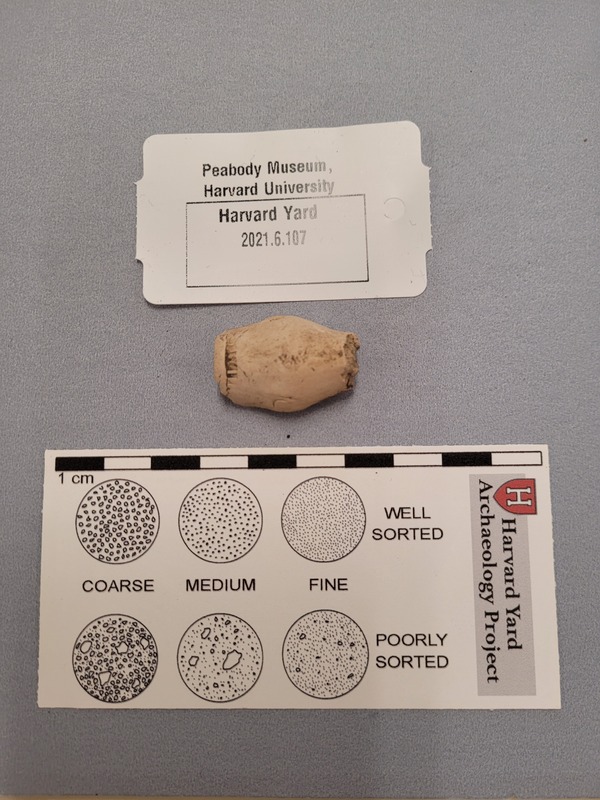 Peabody Museum,
Harvard University
Harvard Yard
2021.6.107
1 cm
WELL
SORTED
COARSE
MEDIUM
FINE
POORLY
SORTED
H
Harvard Yard
Archaeology Project